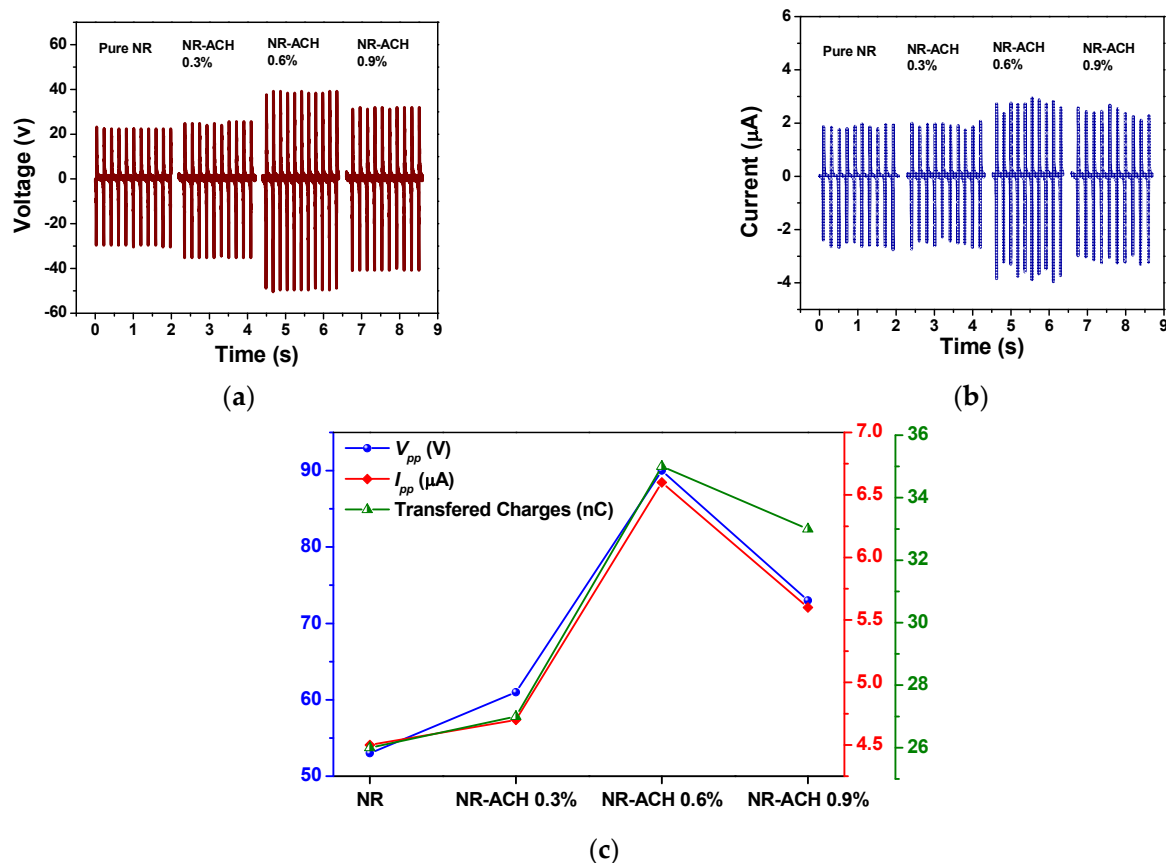 Pure NR
NR-ACH
0.3%
NR-ACH
0.6%
NR-ACH
0.9%
60
40
20
0
-20
-40
-60
Voltage (v)
0 1 2 3 4 5 6 7 8 9
Time (s)
(a)
Pure NR
NR-ACH
0.3%
NR-ACH
0.6%
NR-ACH
0.9%
6
4
2
0
-2
-4
Current (µA)
0 1 2 3 4 5 6 7 8 9
Time (s)
(b)
Vpp (V)
Ipp (µA)
Transfered Charges (nC)
90
80
70
60
50
7.0
6.5
6.0
5.5
5.0
4.5
36
34
32
30
28
26
NR NR-ACH 0.3% NR-ACH 0.6% NR-ACH 0.9%
(c)